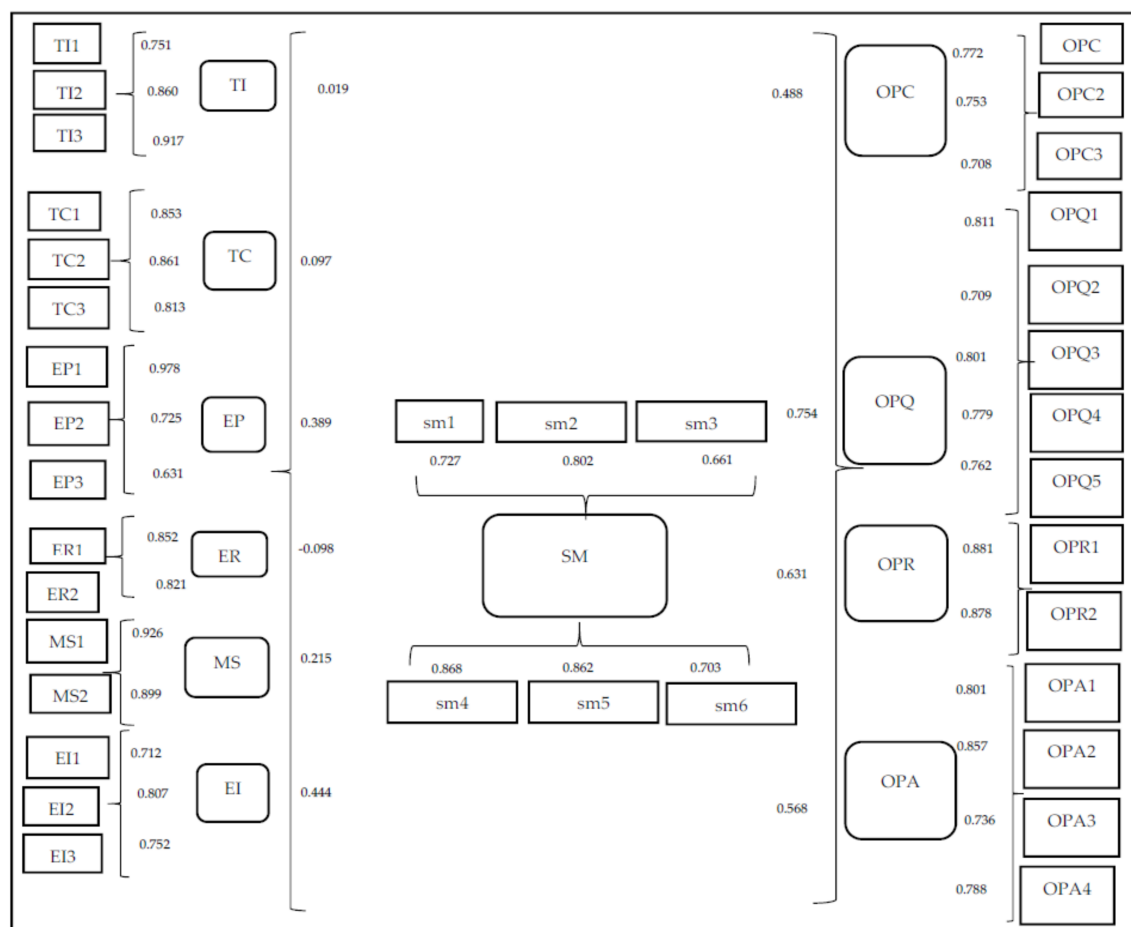 TI1
0.751
TI2
0.860
TI3
0.917
TI
0.019
TC1
0.853
TC2
0.861
TC3
0.813
TC
0.097
EP1
0.978
EP2
0.725
EP3
0.631
EP
0.389
ER1
0.852
ER2
0.821
ER
-0.098
MS1
0.926
MS2
0.899
MS
0.215
EI1
0.712
EI2
0.807
EI3
0.752
EI
0.444
sm1
sm2
sm3
0.727
0.802
0.661
SM
0.868
0.862
0.703
sm4
sm5
sm6
0.488
OPC
0.772
OPC
0.753
OPC2
0.708
OPC3
0.754
OPQ
0.811
OPQ1
0.709
OPQ2
0.801
OPQ3
0.779
OPQ4
0.762
OPQ5
0.631
OPR
0.881
OPR1
0.878
OPR2
0.568
OPA
0.801
OPA1
0.857
OPA2
0.736
OPA3
0.788
OPA4